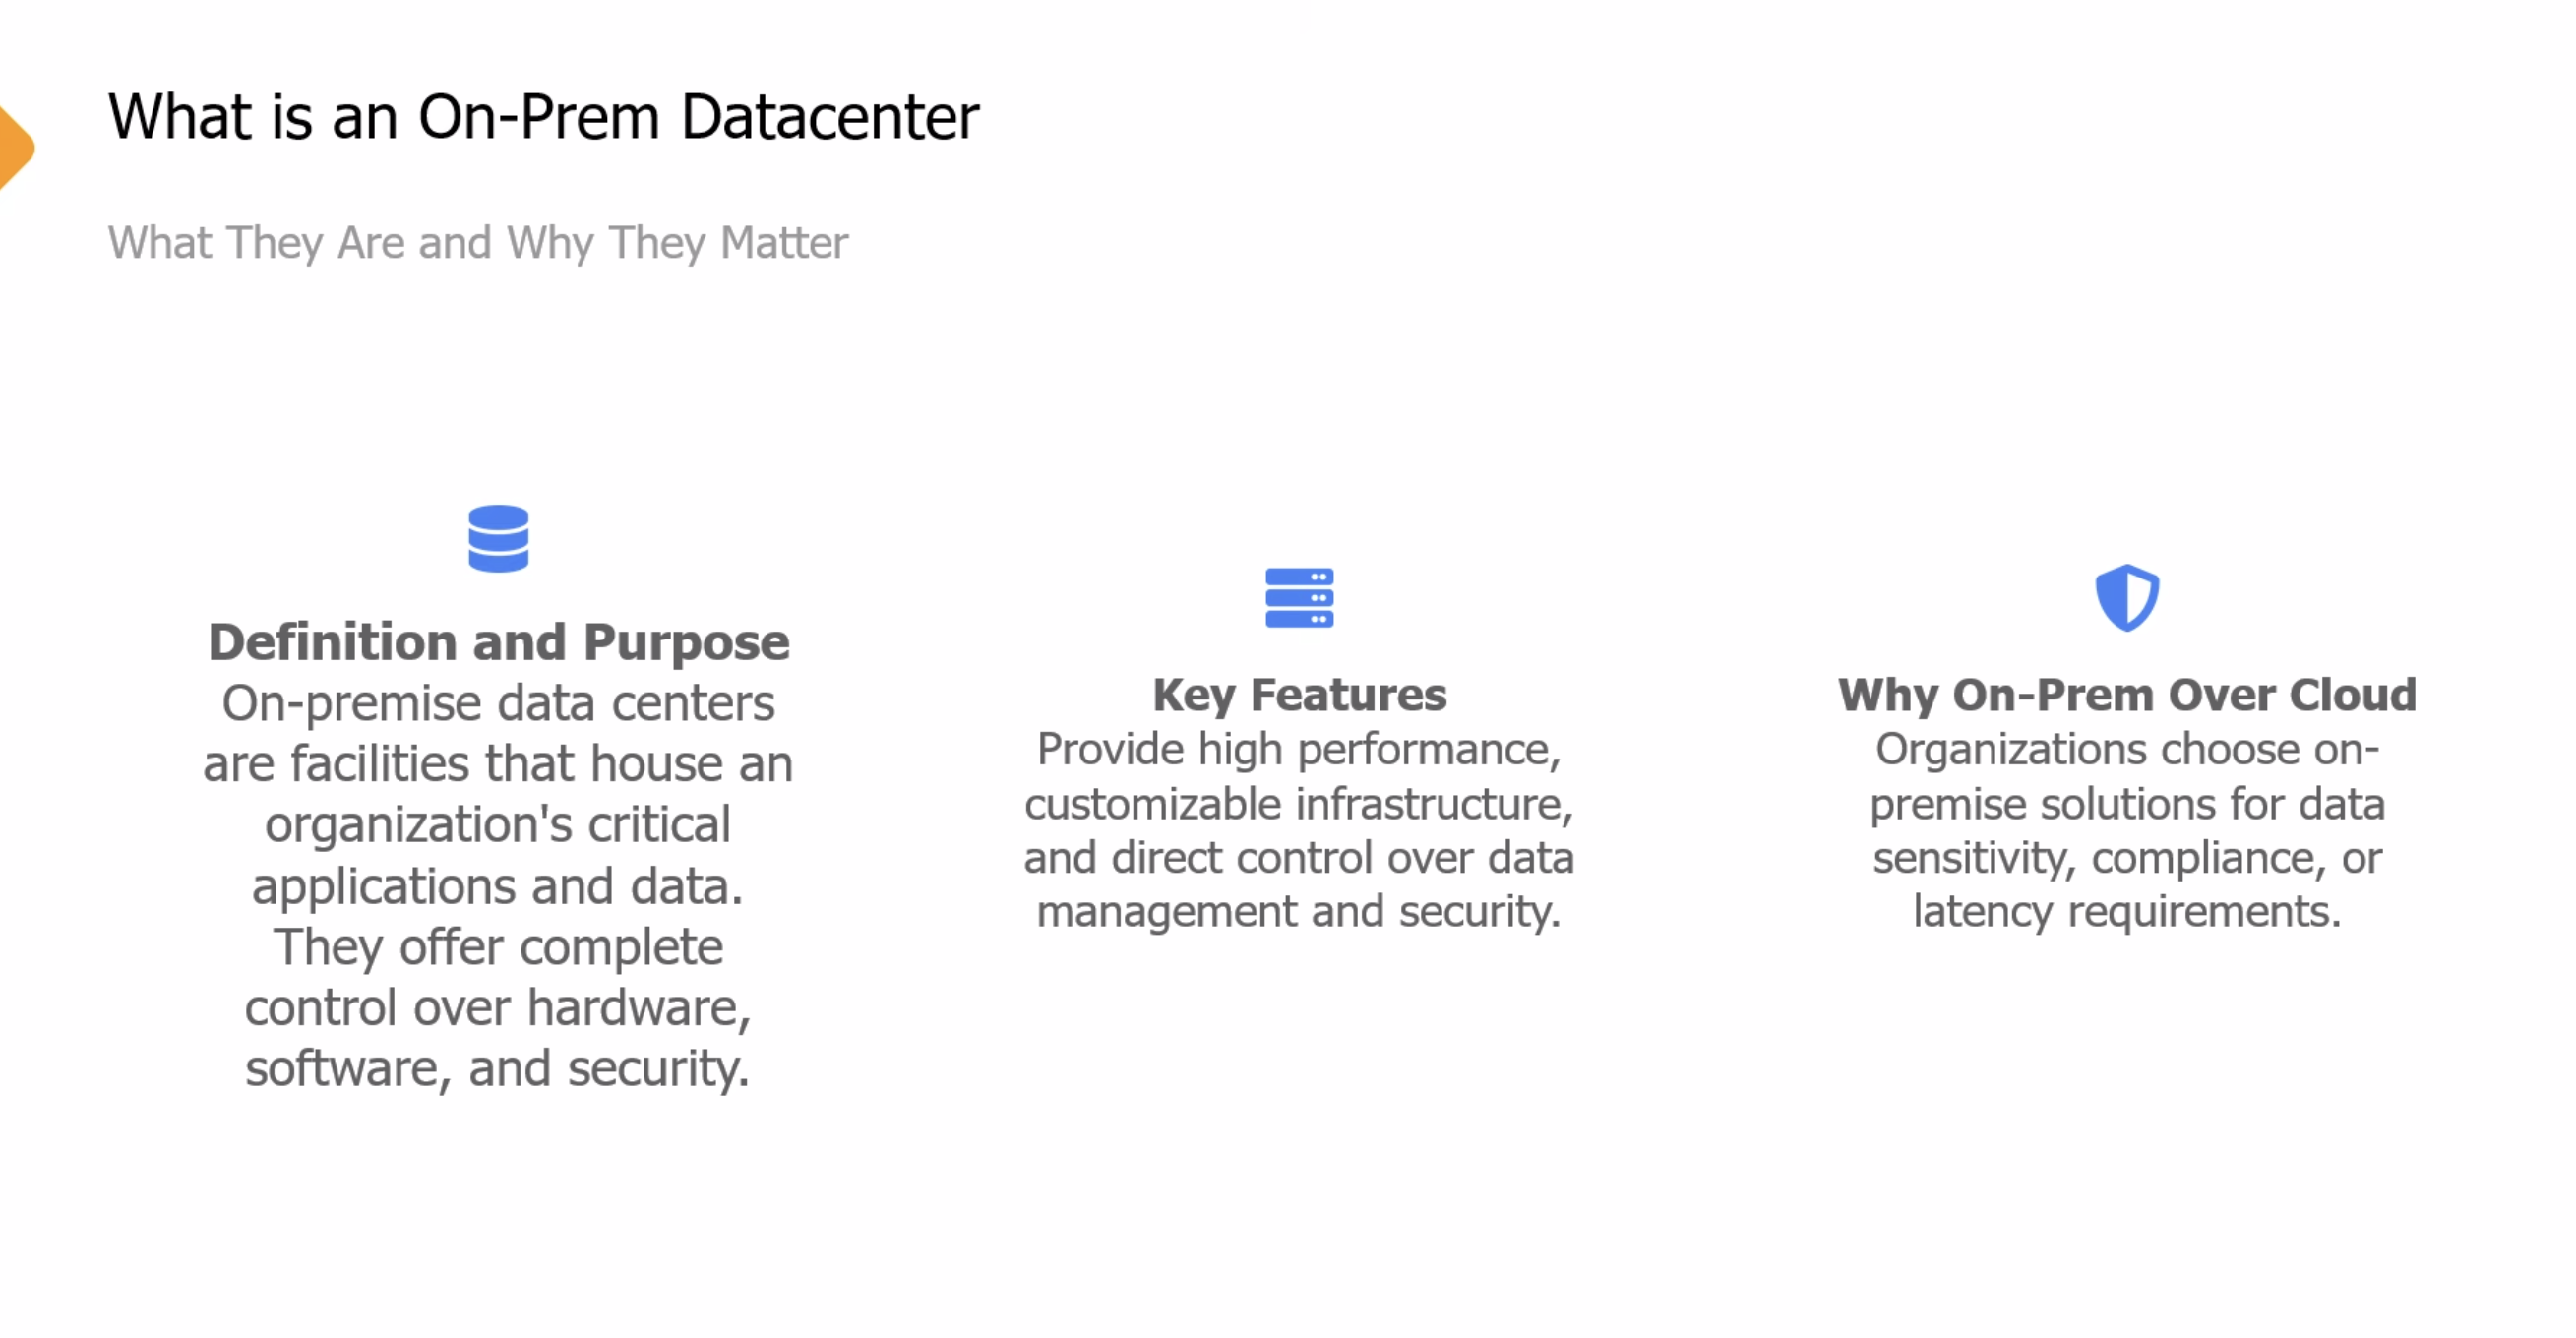 What is an On-Prem Datacenter
What They Are and Why They Matter
Definition and Purpose
On-premise data centers
are facilities that house an
organization's critical
applications and data.
They offer complete
control over hardware,
software, and security.
Key Features
Provide high performance,
customizable infrastructure,
and direct control over data
management and security.
Why On-Prem Over Cloud
Organizations choose on-
premise solutions for data
sensitivity, compliance, or
latency requirements.